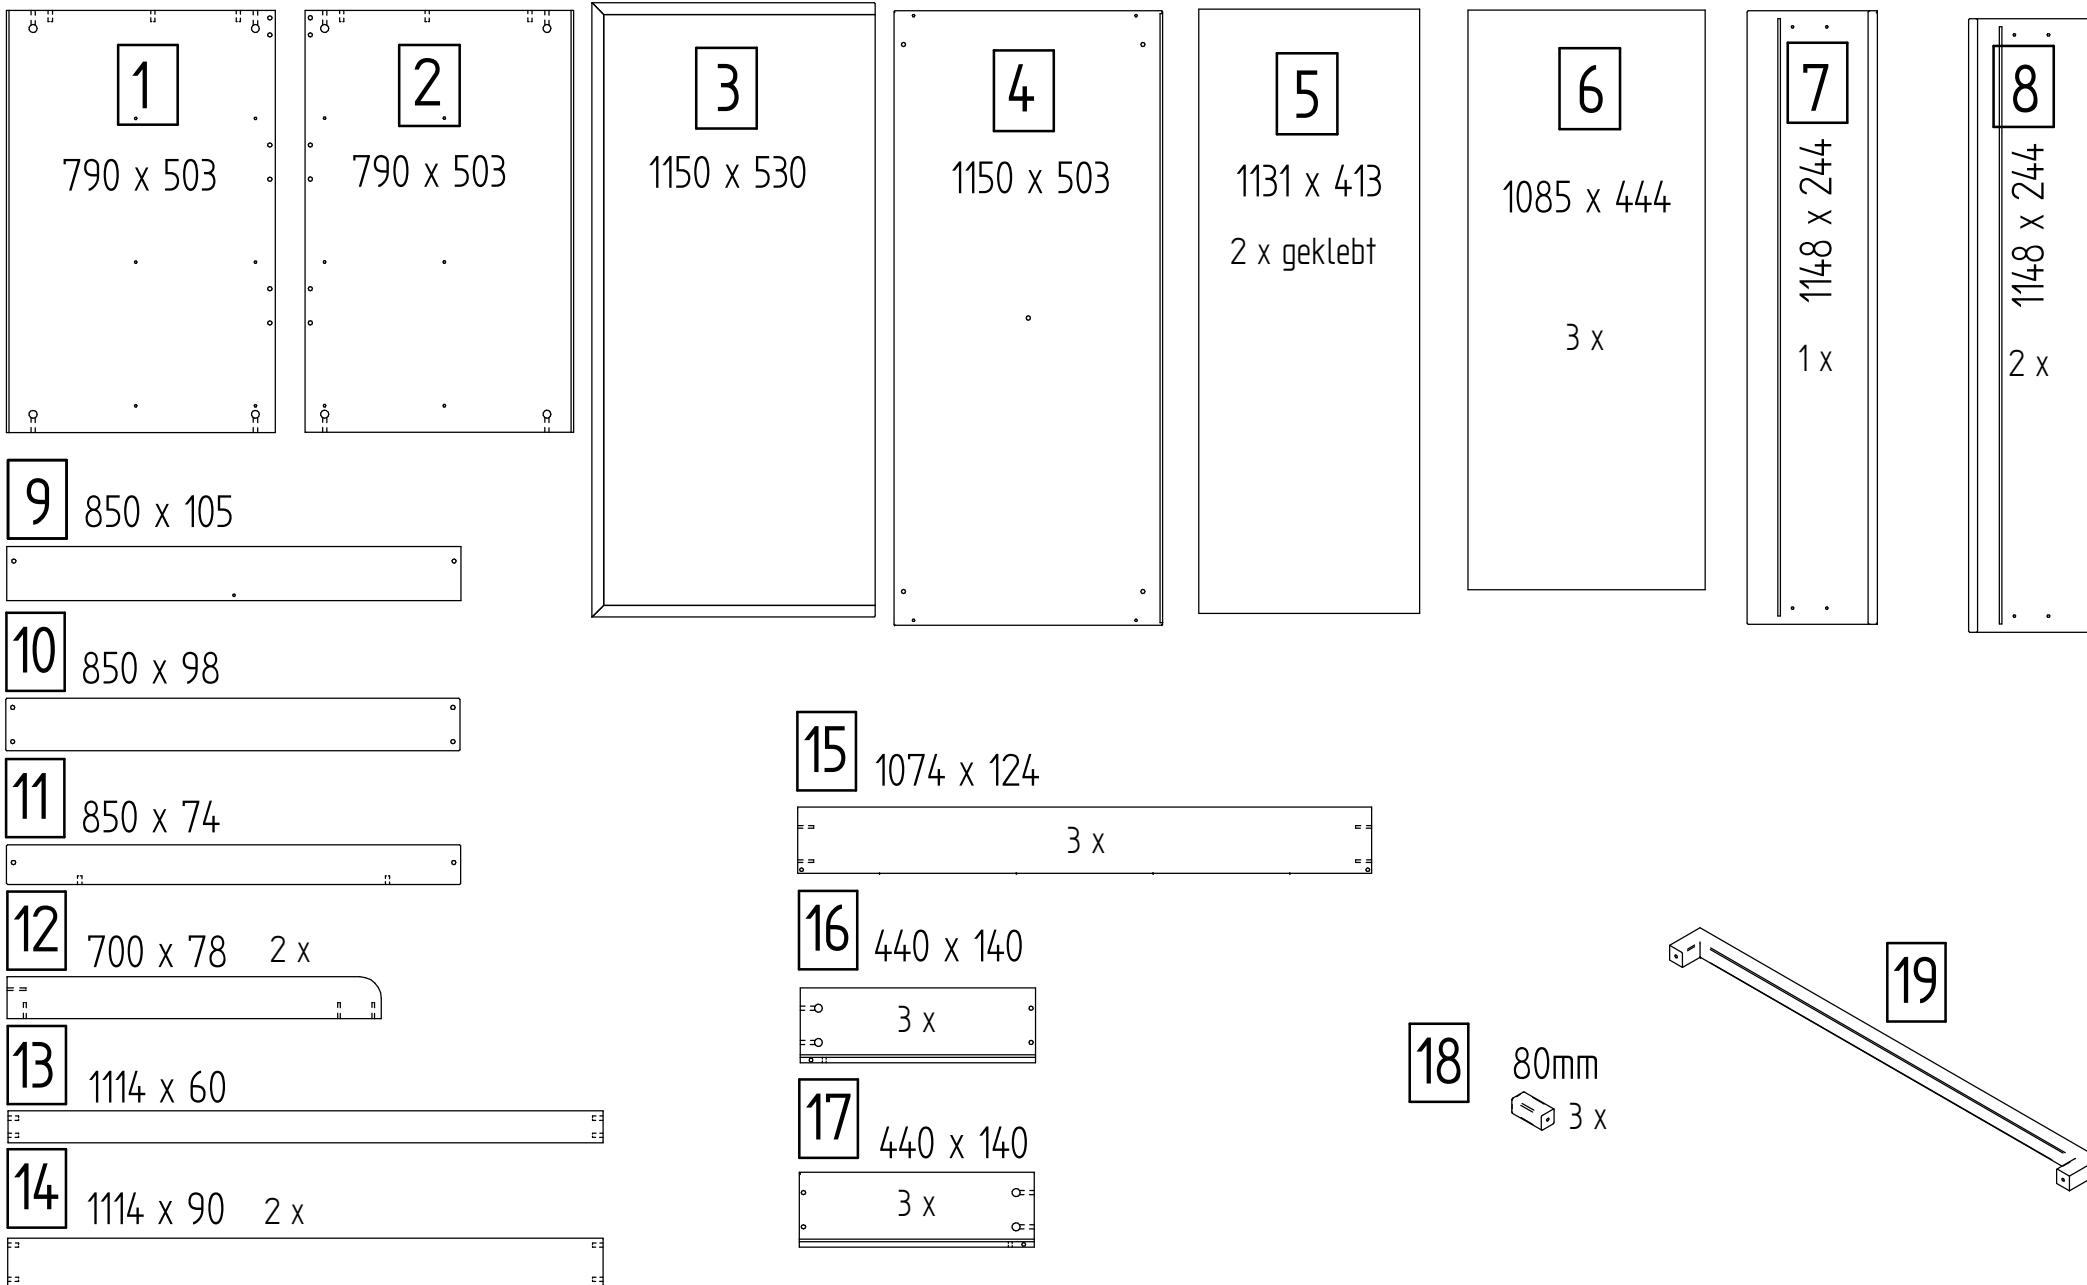 1
790 x 503
2
790 x 503
3
1150 x 530
4
1150 x 503
5
1131 x 413
2 x geklebt
6
1085 x 444
3 x
7
1148 x 244
1 x
8
1148 x 244
2 x
9
850 x 105
10
850 x 98
11
850 x 74
12
700 x 78 2 x
13
1114 x 60
14
1114 x 90 2 x
15
1074 x 124
3 x
16
440 x 140
3 x
17
440 x 140
3 x
18
80mm
3 x
19